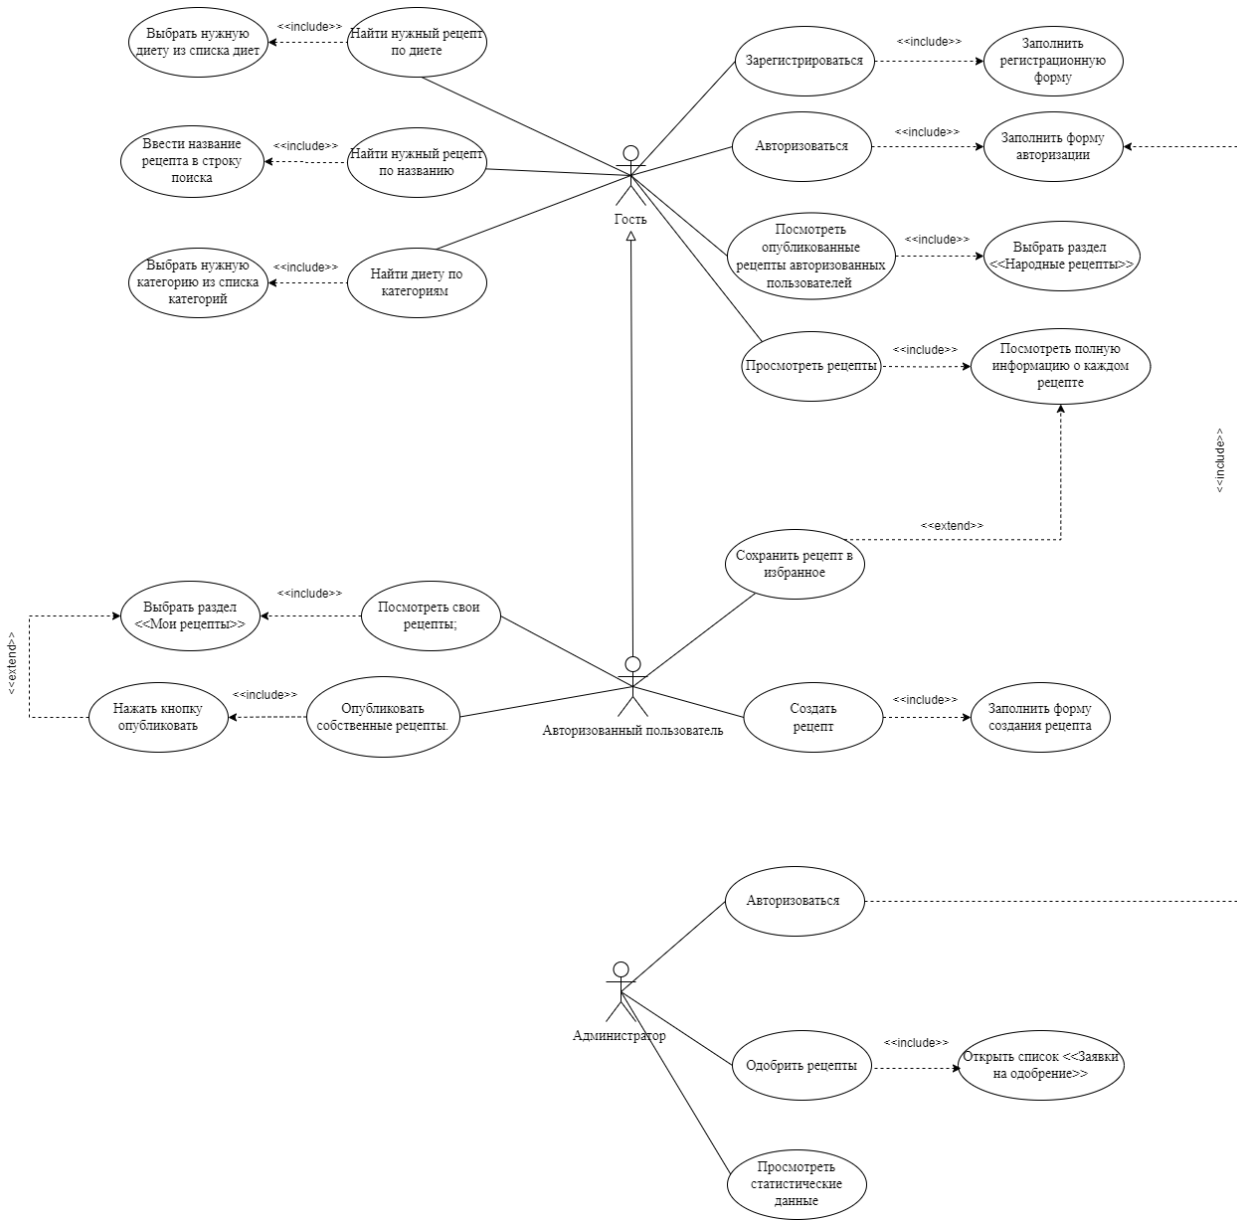 Выбрать нужную
диету из списка диет
<<include>>
Найти нужный рецепт
по диете
Зарегистрироваться
<<include>>
Заполнить
регистрационную
форму
Ввести название
рецепта в строку
поиска
<<include>>
Найти нужный рецепт
по названию
Авторизоваться
<<include>>
Заполнить форму
авторизации
Гость
Посмотреть
опубликованные
рецепты авторизованных
пользователей
<<include>>
Выбрать раздел
<<Народные рецепты>>
Выбрать нужную
категорию из списка
категорий
<<include>>
Найти диету по
категориям
Просмотреть рецепты
<<include>>
Посмотреть полную
информацию о каждом
рецепте
<<include>>
<<extend>>
Сохранить рецепт в
избранное
Выбрать раздел
<<Мои рецепты>>
<<include>>
Посмотреть свои
рецепты;
<<extend>>
Нажать кнопку
опубликовать
<<include>>
Опубликовать
собственные рецепты.
Авторизованный пользователь
Создать
рецепт
<<include>>
Заполнить форму
создания рецепта
Авторизоваться
Администратор
Одобрить рецепты
<<include>>
Открыть список <<Заявки
на одобрение>>
Просмотреть
статистические
данные